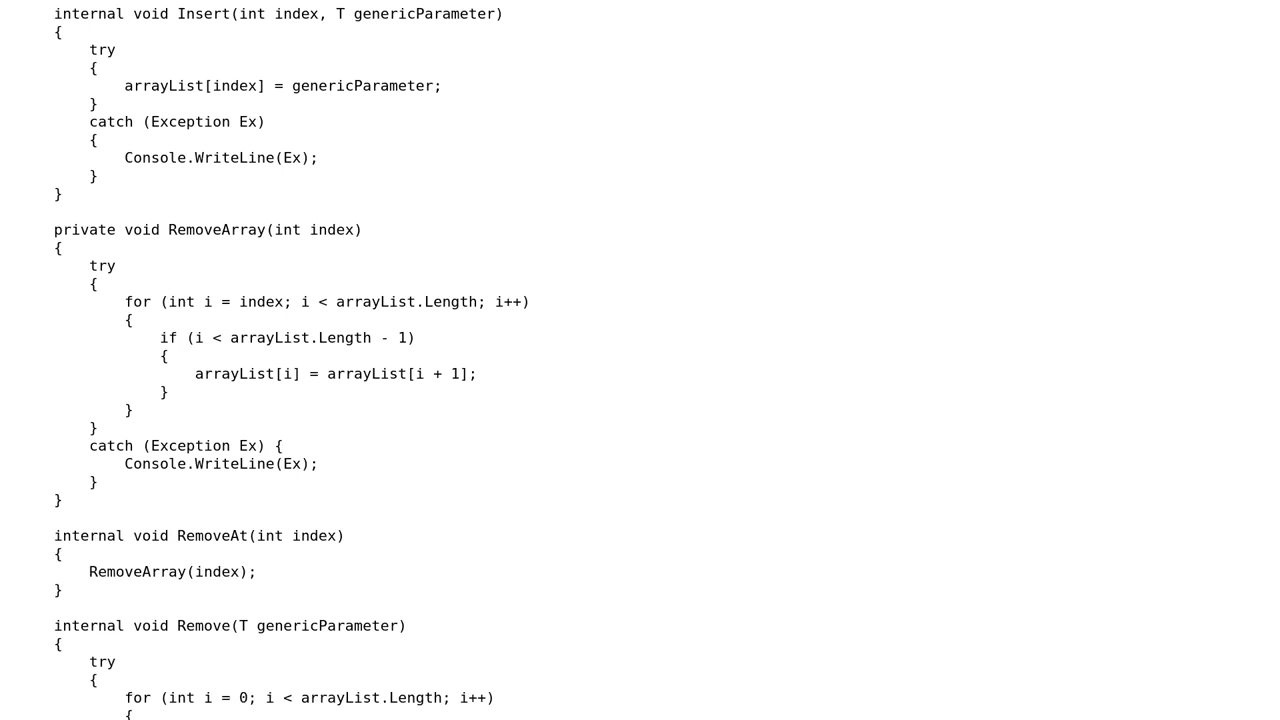 internal void Insert(int index, T genericParameter)
{
    try
    {
        arrayList[index] = genericParameter;
    }
    catch (Exception Ex)
    {
        Console.WriteLine(Ex);
    }
}

private void RemoveArray(int index)
{
    try
    {
        for (int i = index; i < arrayList.Length; i++)
        {
            if (i < arrayList.Length - 1)
            {
                arrayList[i] = arrayList[i + 1];
            }
        }
    }
    catch (Exception Ex) {
        Console.WriteLine(Ex);
    }
}

internal void RemoveAt(int index)
{
    RemoveArray(index);
}

internal void Remove(T genericParameter)
{
    try
    {
        for (int i = 0; i < arrayList.Length; i++)
        {